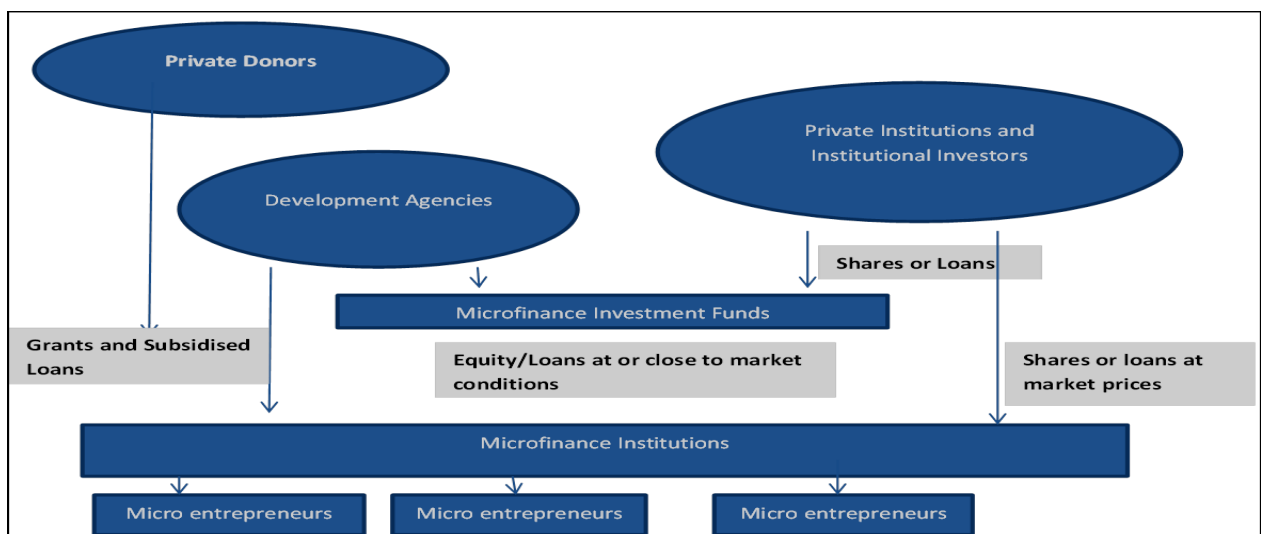 Private Donors
Private Institutions and
Institutional Investors
Development Agencies
Shares or Loans
Microfinance Investment Funds
Grants and Subsidised
Loans
Equity/Loans at or close to market
conditions
Shares or loans at
market prices
Microfinance Institutions
Micro entrepreneurs
Micro entrepreneurs
Micro entrepreneurs